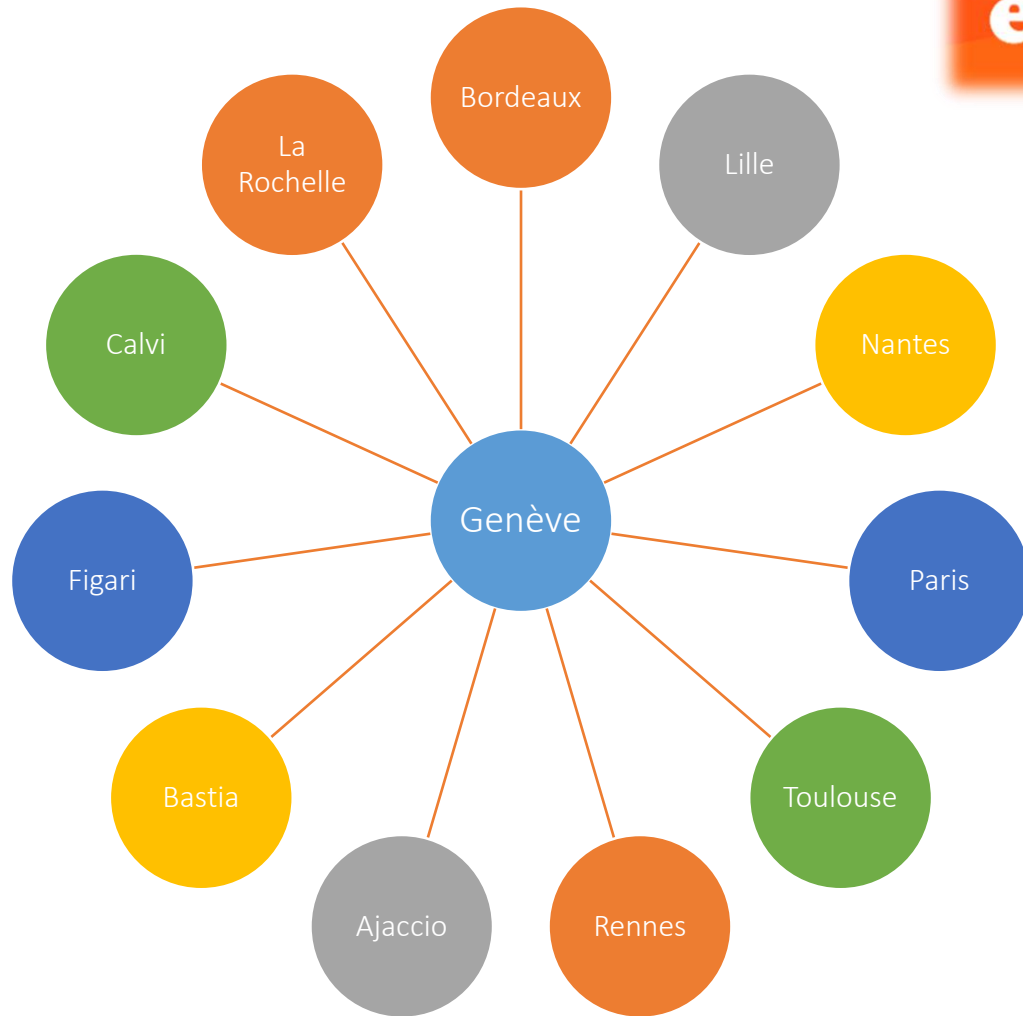 e
Bordeaux
La
Rochelle
Lille
Calvi
Nantes
Genève
Figari
Paris
Bastia
Toulouse
Ajaccio
Rennes